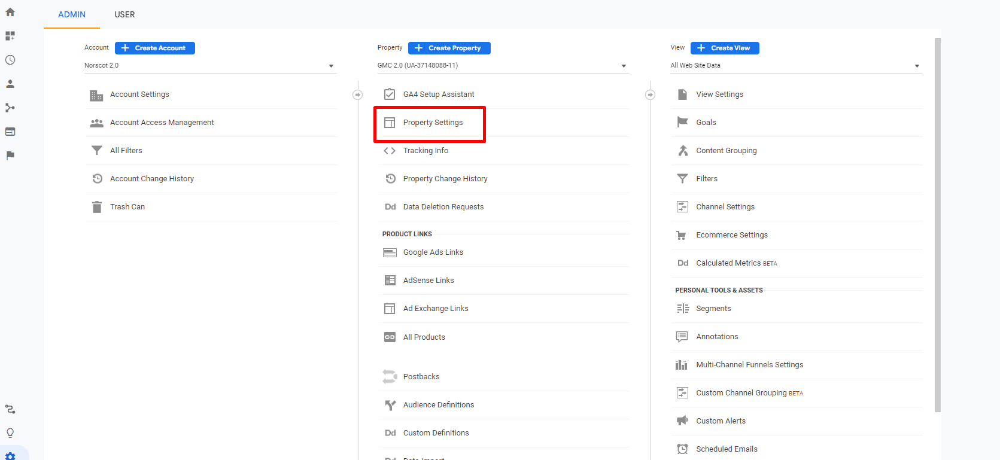 ADMIN
USER
Account
Create Account
Norscot 2.0
Account Settings
Account Access Management
All Filters
Account Change History
Trash Can
Property
Create Property
GMC 2.0 (UA-37148088-11)
GA4 Setup Assistant
Property Settings
Tracking Info
Property Change History
Dd Data Deletion Requests
PRODUCT LINKS
Google Ads Links
AdSense Links
Ad Exchange Links
All Products
Postbacks
Audience Definitions
Dd Custom Definitions
Dd Data Import
View
Create View
All Web Site Data
View Settings
Goals
Content Grouping
Filters
Channel Settings
Ecommerce Settings
Dd Calculated Metrics BETA
PERSONAL TOOLS & ASSETS
Segments
Annotations
Multi-Channel Funnels Settings
Custom Channel Grouping BETA
Custom Alerts
Scheduled Emails